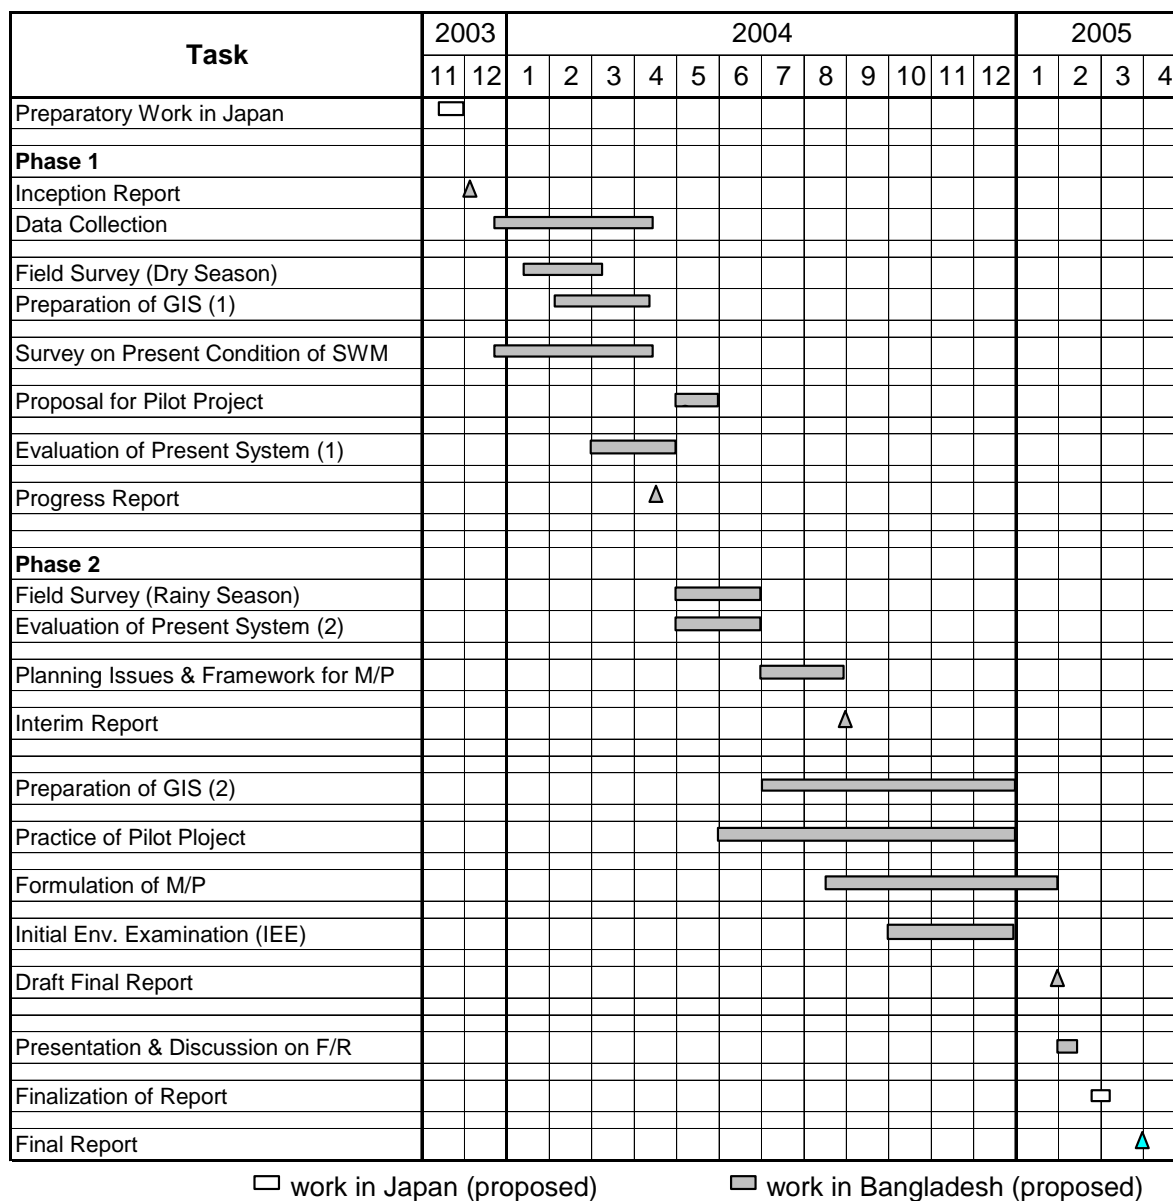 Task 2003 2004 2005
11 12 1 2 3 4 5 6 7 8 9 10 11 12 1 2 3 4
Preparatory Work in Japan
Phase 1
Inception Report
Data Collection
Field Survey (Dry Season)
Preparation of GIS (1)
Survey on Present Condition of SWM
Proposal for Pilot Project
Evaluation of Present System (1)
Progress Report
Phase 2
Field Survey (Rainy Season)
Evaluation of Present System (2)
Planning Issues & Framework for M/P
Interim Report
Preparation of GIS (2)
Practice of Pilot Ploject
Formulation of M/P
Initial Env. Examination (IEE)
Draft Final Report
Presentation & Discussion on F/R
Finalization of Report
Final Report
work in Japan (proposed) work in Bangladesh (proposed)